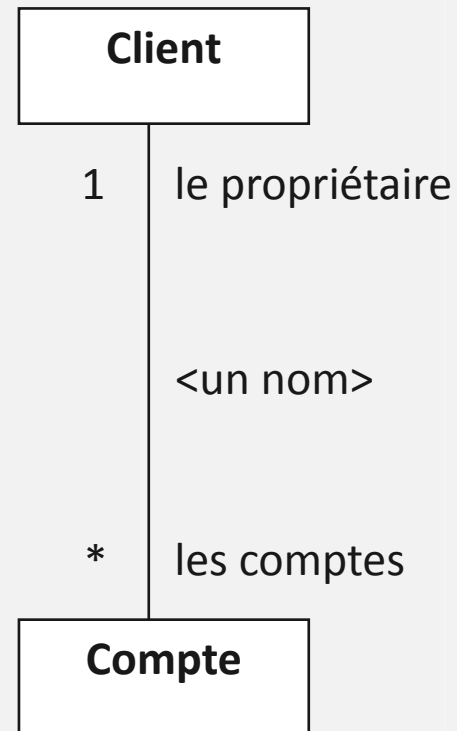 Client
1 le propriétaire
<un nom>
* les comptes
Compte